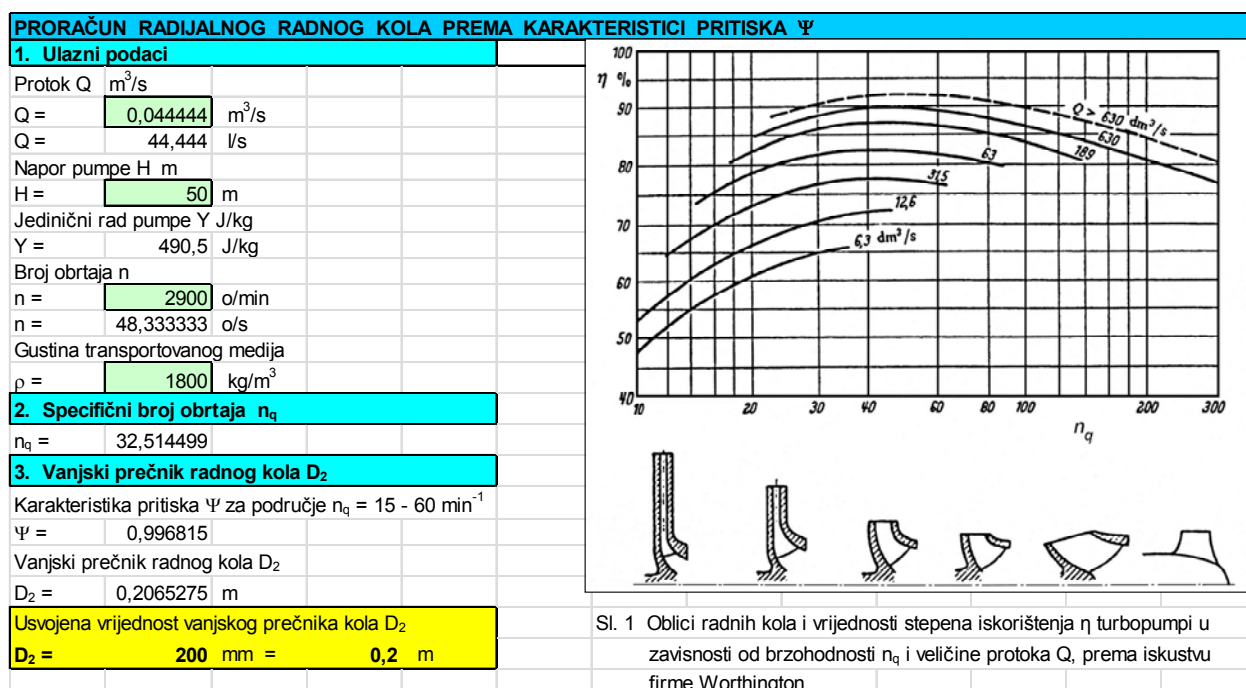 PRORAČUN RADIJALNOG RADNOG KOLA PREMA KARAKTERISTICI PRITISKA Ψ
1. Ulazni podaci
Protok Q m³/s
Q = 0,044444 m³/s
Q = 44,444 l/s
Napor pumpe H m
H = 50 m
Jedinični rad pumpe Y J/kg
Y = 490,5 J/kg
Broj obrtaja n
n = 2900 o/min
n = 48,333333 o/s
Gustina transportovanog medija
ρ = 1800 kg/m³
2. Specifični broj obrtaja n_q
n_q = 32,514499
3. Vanjski prečnik radnog kola D₂
Karakteristika pritiska Ψ za područje n_q = 15 - 60 min⁻¹
Ψ = 0,996815
Vanjski prečnik radnog kola D₂
D₂ = 0,2065275 m
Usvojena vrijednost vanjskog prečnika kola D₂
D₂ = 200 mm = 0,2 m
100
η %
90
80
70
60
50
40
Q > 630 dm³/s
630
189
63
31,5
12,6
6,3 dm³/s
10 20 30 40 60 80 100 200 300
n_q
Sl. 1 Oblici radnih kola i vrijednosti stepena iskorištenja η turbopumpi u
zavisnosti od brzohodnosti n_q i veličine protoka Q, prema iskustvu
firme Worthington